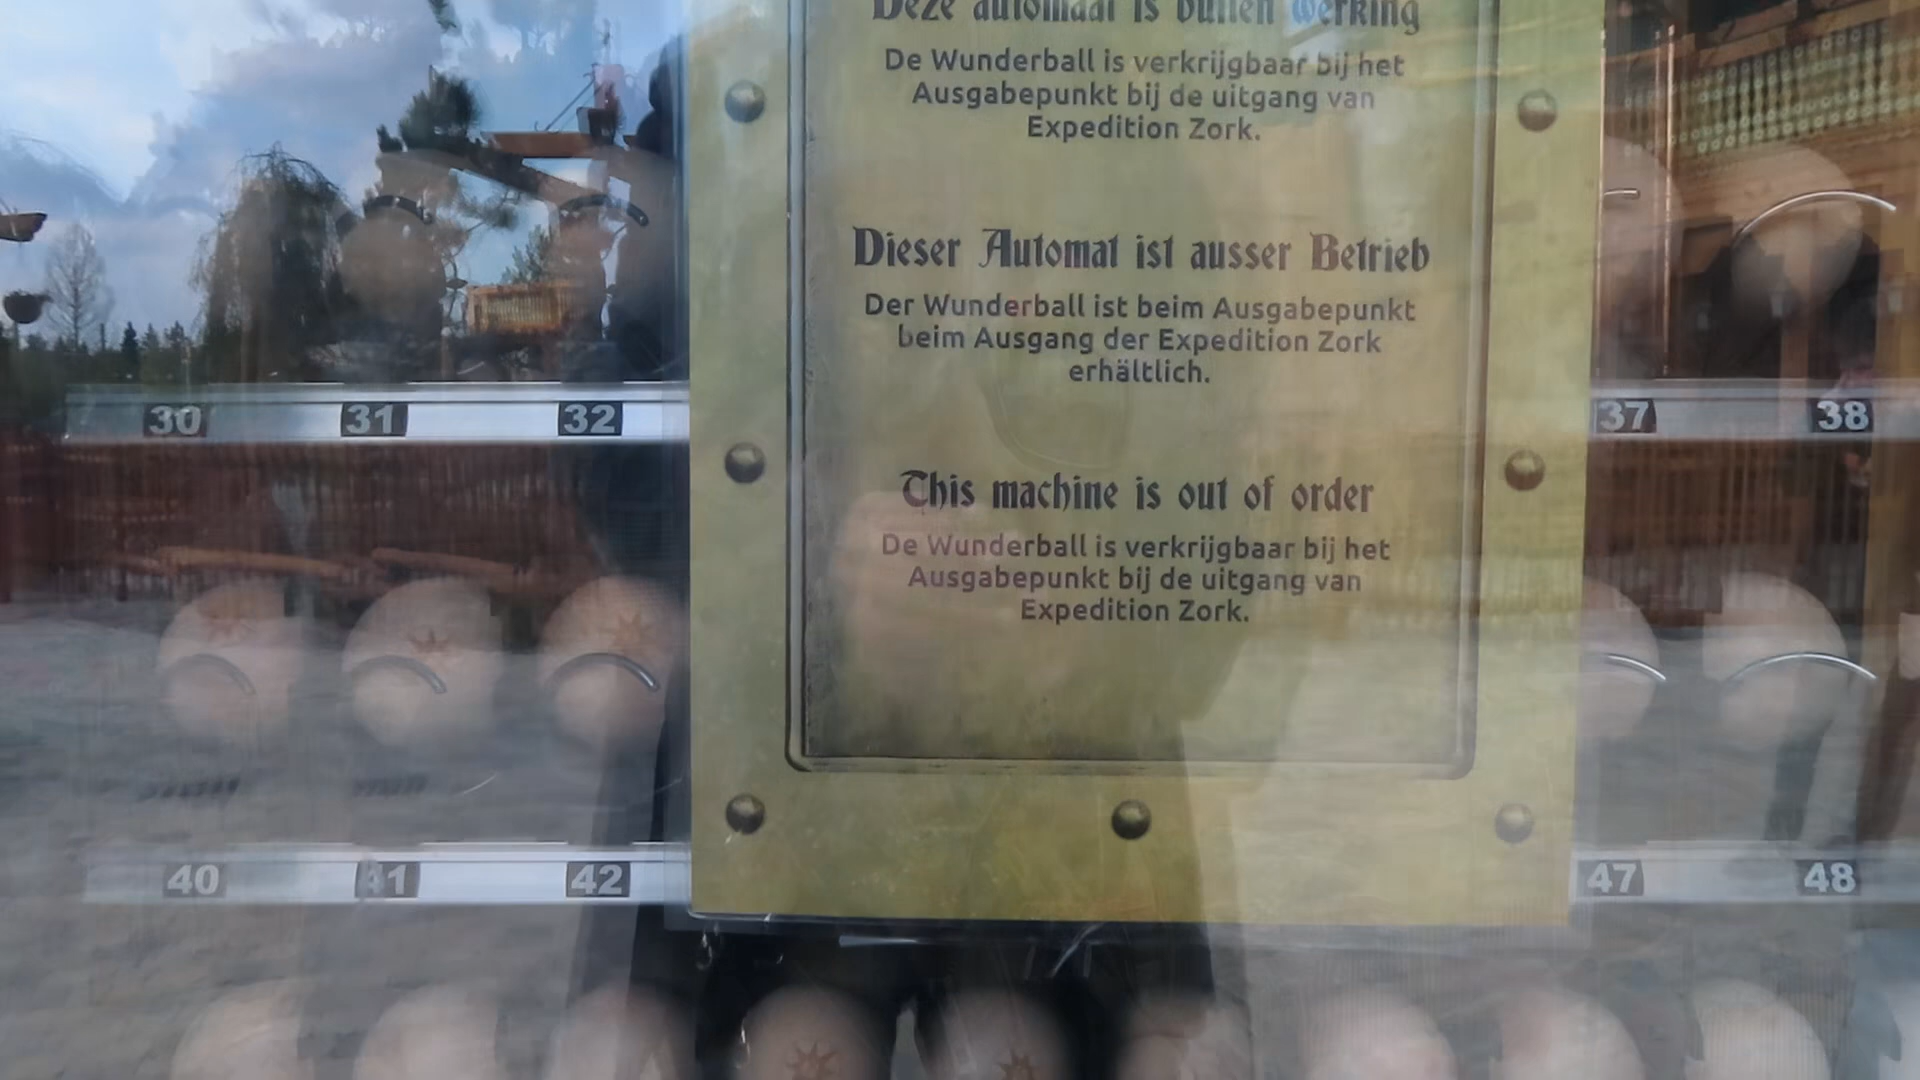 Deze automaat is buiten werking
De Wunderball is verkrijgbaar bij het
Ausgabepunkt bij de uitgang van
Expedition Zork.
Dieser Automat ist ausser Betrieb
Der Wunderball ist beim Ausgabepunkt
beim Ausgang der Expedition Zork
erhältlich.
This machine is out of order
De Wunderball is verkrijgbaar bij het
Ausgabepunkt bij de uitgang van
Expedition Zork.
30 31 32 37 38
40 41 42 47 48